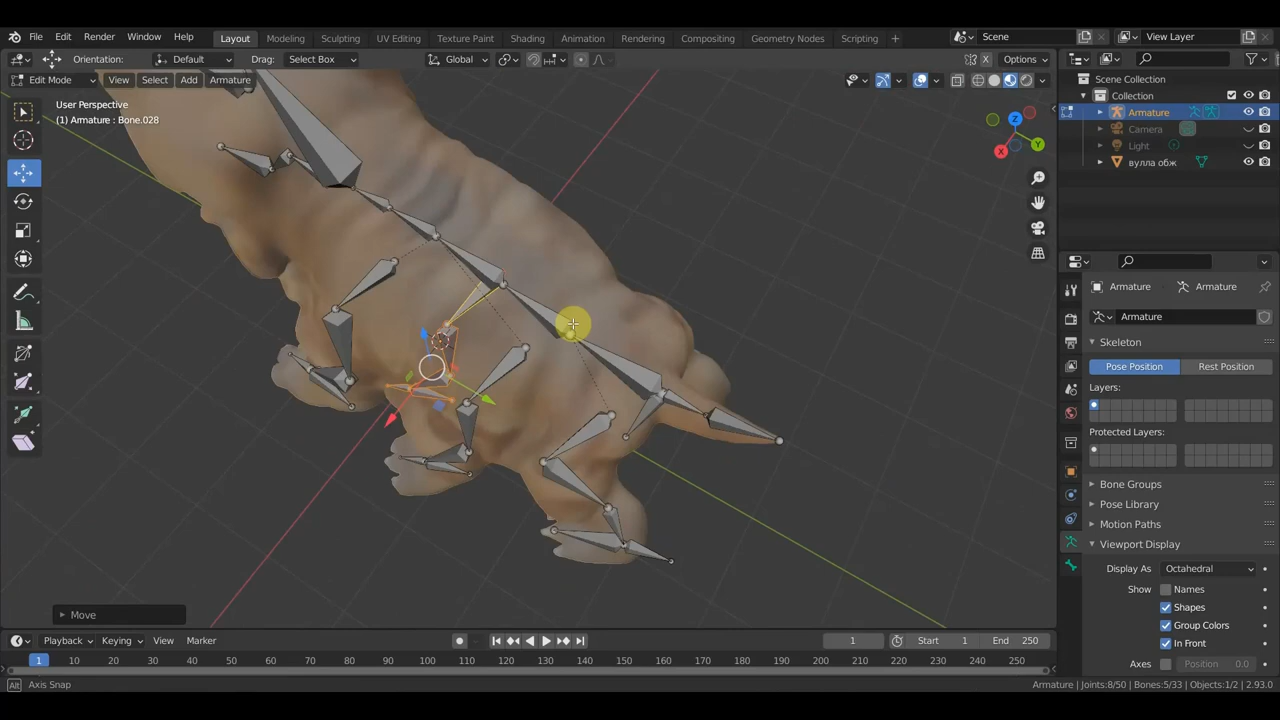 File Edit Render Window Help Layout Modeling Sculpting UV Editing Texture Paint Shading Animation Rendering Compositing Geometry Nodes Scripting + Scene View Layer
Orientation: Default Drag: Select Box Global Options
Edit Mode View Select Add Armature
X
User Perspective
(1) Armature : Bone.028
Z
Y
X
Move
Scene Collection
Collection
Armature
Camera
Light
вулла обж
Armature Armature
Armature
Skeleton
Pose Position Rest Position
Layers:
Protected Layers:
Bone Groups
Pose Library
Motion Paths
Viewport Display
Display As Octahedral
Show Names
Shapes
Group Colors
In Front
Axes Position 0.0
Playback Keying View Marker 1 Start 1 End 250
1 10 20 30 40 50 60 70 80 90 100 110 120 130 140 150 160 170 180 190 200 210 220 230 240 250
Alt Axis Snap Armature | Joints:8/50 | Bones:5/33 | Objects:1/2 | 2.93.0